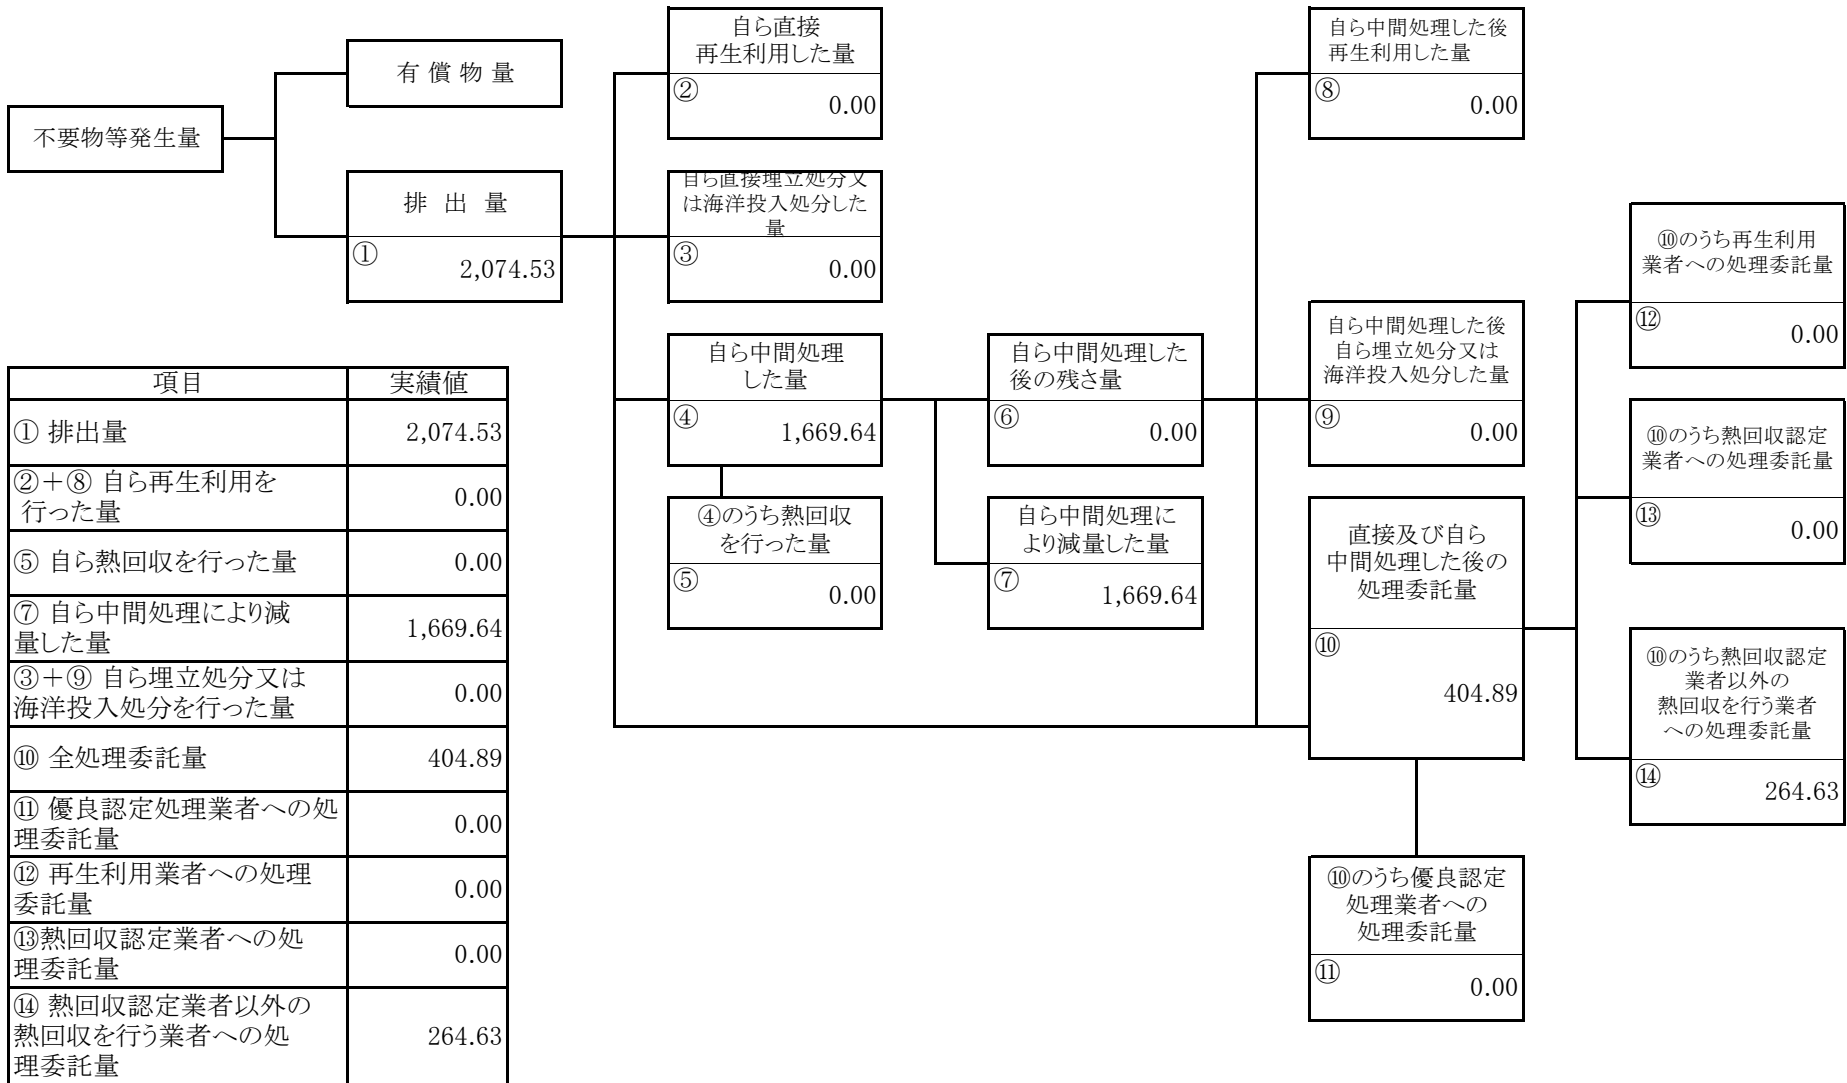 不要物等発生量
有償物量
排出量
①
2,074.53
自ら直接
再生利用した量
②
0.00
自ら直接埋立処分又
は海洋投入処分した
量
③
0.00
自ら中間処理
した量
④
1,669.64
④のうち熱回収
を行った量
⑤
0.00
自ら中間処理した
後の残さ量
⑥
0.00
自ら中間処理に
より減量した量
⑦
1,669.64
自ら中間処理した後
再生利用した量
⑧
0.00
自ら中間処理した後
自ら埋立処分又は
海洋投入処分した量
⑨
0.00
直接及び自ら
中間処理した後の
処理委託量
⑩
404.89
⑩のうち優良認定
処理業者への
処理委託量
⑪
0.00
⑩のうち再生利用
業者への処理委託量
⑫
0.00
⑩のうち熱回収認定
業者への処理委託量
⑬
0.00
⑩のうち熱回収認定
業者以外の
熱回収を行う業者
への処理委託量
⑭
264.63
項目 実績値
① 排出量 2,074.53
②＋⑧ 自ら再生利用を
行った量 0.00
⑤ 自ら熱回収を行った量 0.00
⑦ 自ら中間処理により減
量した量 1,669.64
③＋⑨ 自ら埋立処分又は
海洋投入処分を行った量 0.00
⑩ 全処理委託量 404.89
⑪ 優良認定処理業者への処
理委託量 0.00
⑫ 再生利用業者への処理
委託量 0.00
⑬熱回収認定業者への処
理委託量 0.00
⑭ 熱回収認定業者以外の
熱回収を行う業者への処
理委託量 264.63